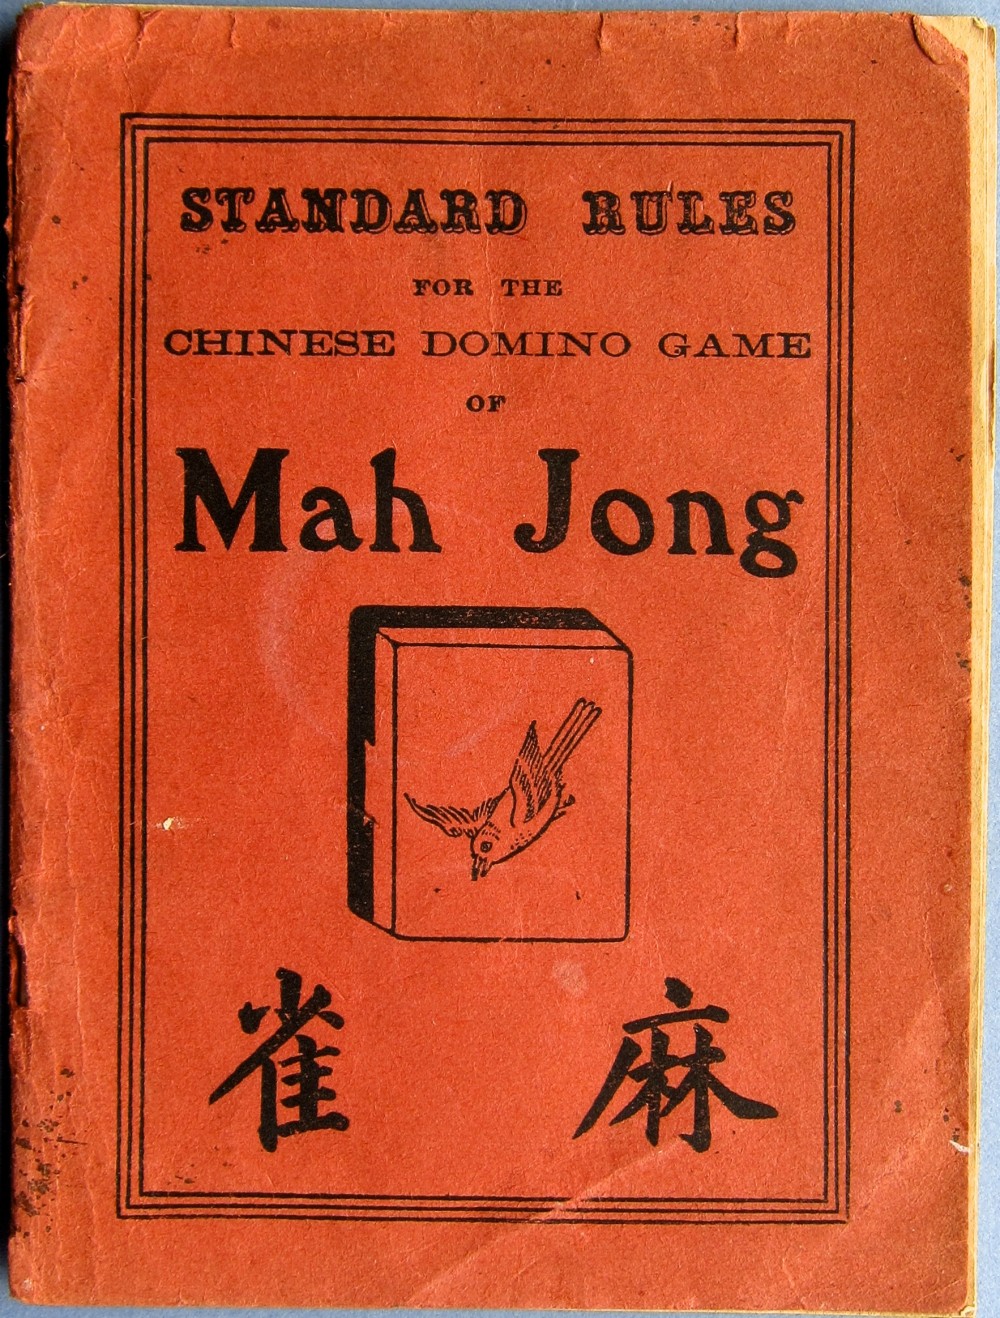 STANDARD RULES
FOR THE
CHINESE DOMINO GAME
OF
Mah Jong
麻雀